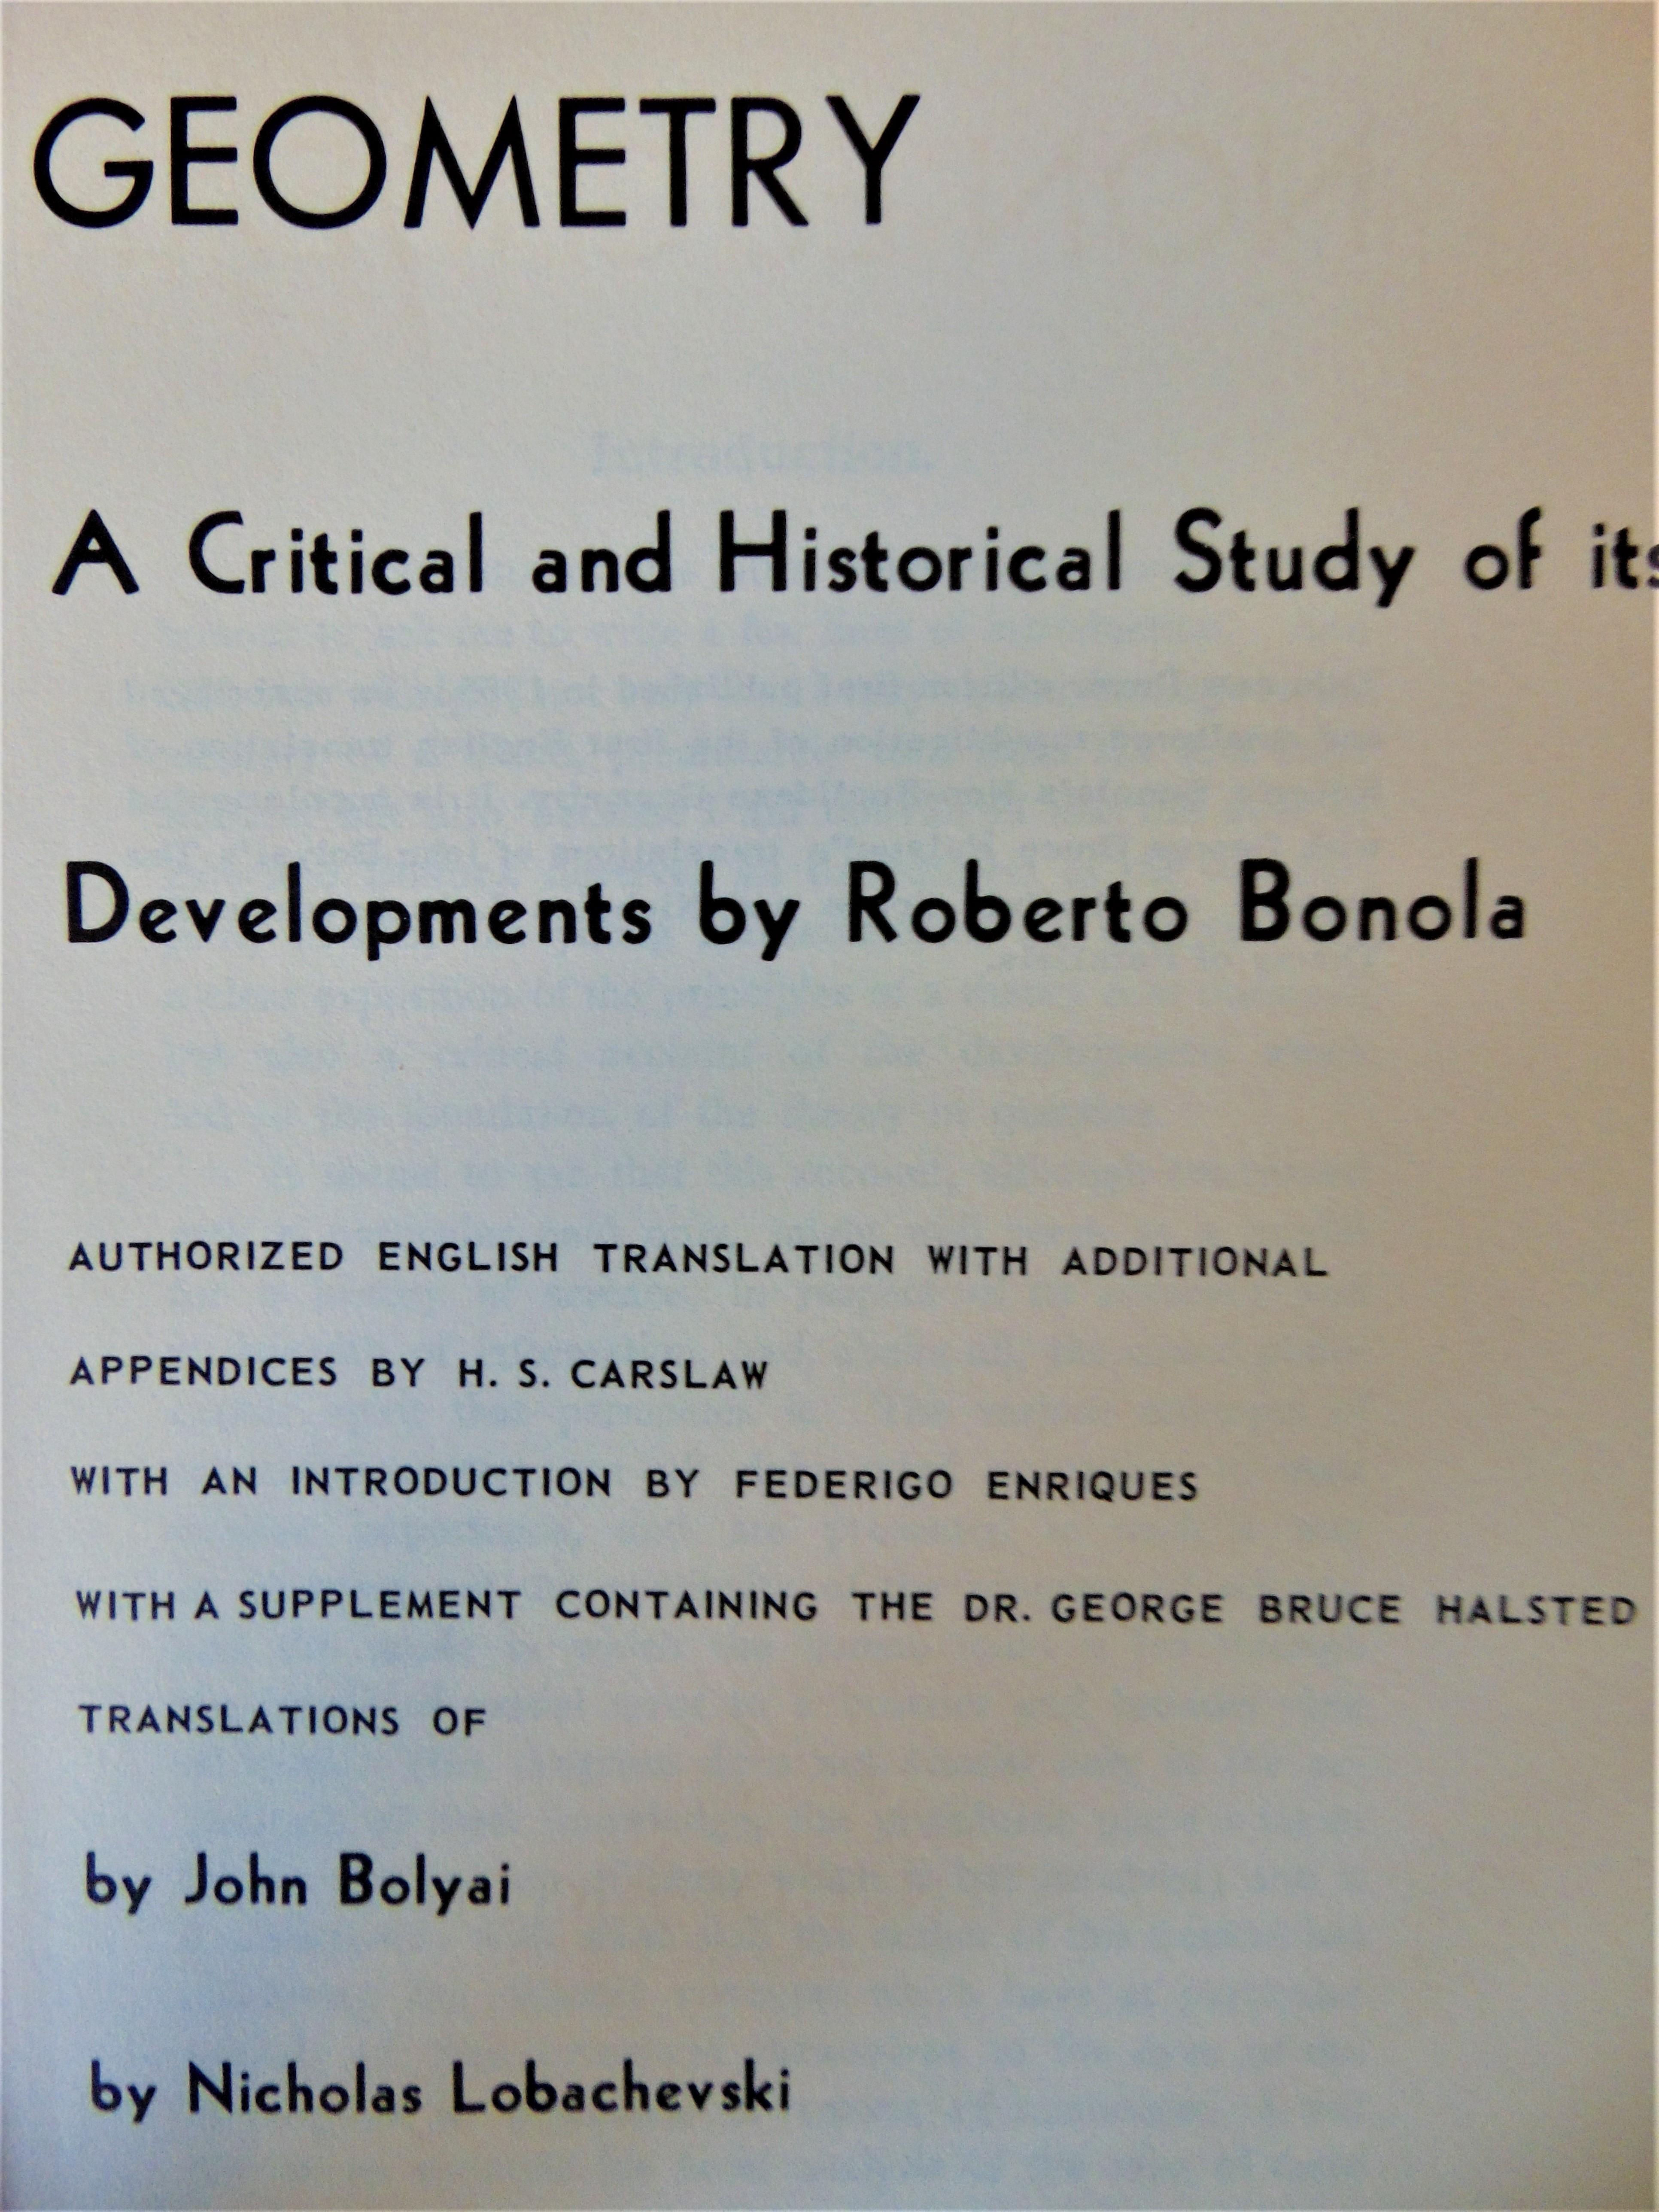 GEOMETRY
A Critical and Historical Study of its
Developments by Roberto Bonola
AUTHORIZED ENGLISH TRANSLATION WITH ADDITIONAL
APPENDICES BY H. S. CARSLAW
WITH AN INTRODUCTION BY FEDERIGO ENRIQUES
WITH A SUPPLEMENT CONTAINING THE DR. GEORGE BRUCE HALSTED
TRANSLATIONS OF
by John Bolyai
by Nicholas Lobachevski